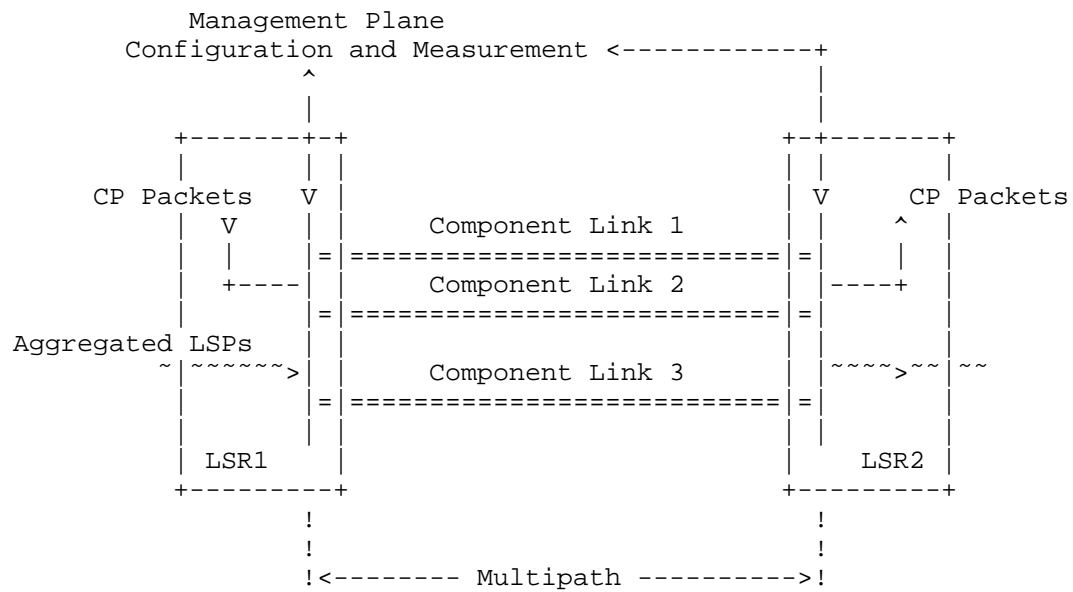 Management Plane
Configuration and Measurement <------------+
^ |
| |
+-------+-+ +-+-------+
| | | | | |
CP Packets V | | V CP Packets
| V | | Component Link 1 | | ^ |
| | |=|===========================|=| | |
| +----| | Component Link 2 | |----+ |
| |=|===========================|=| |
Aggregated LSPs | | | | |
~|~~~~~~>| | Component Link 3 | |~~~~>~~|~~
| |=|===========================|=| |
| | | | | |
| LSR1 | | LSR2 |
+---------+ +---------+
! !
! !
!<-------- Multipath ---------->!